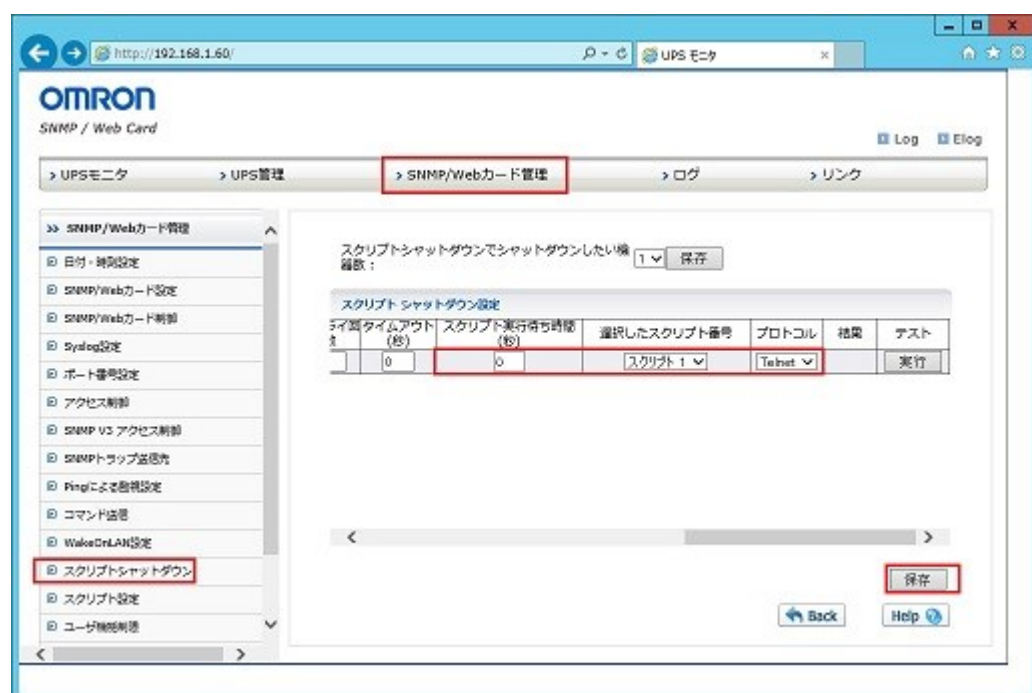 http://192.168.1.60/
UPS モニタ
OMRON
SNMP / Web Card
Log
Elog
UPSモニタ
UPS管理
SNMP/Webカード管理
ログ
リンク
SNMP/Webカード管理
日付・時刻設定
SNMP/Webカード設定
SNMP/Webカード制御
Syslog設定
ポート番号設定
アクセス制御
SNMP V3 アクセス制御
SNMPトラップ送信先
Pingによる監視設定
コマンド送信
WakeOnLAN設定
スクリプトシャットダウン
スクリプト設定
ユーザ機能制限
スクリプトシャットダウンでシャットダウンしたい機
器数：
1
保存
スクリプト シャットダウン設定
ライ回
数
タイムアウト
(秒)
スクリプト実行待ち時間
(秒)
選択したスクリプト番号
プロトコル
結果
テスト
0
0
スクリプト 1
Telnet
実行
保存
Back
Help